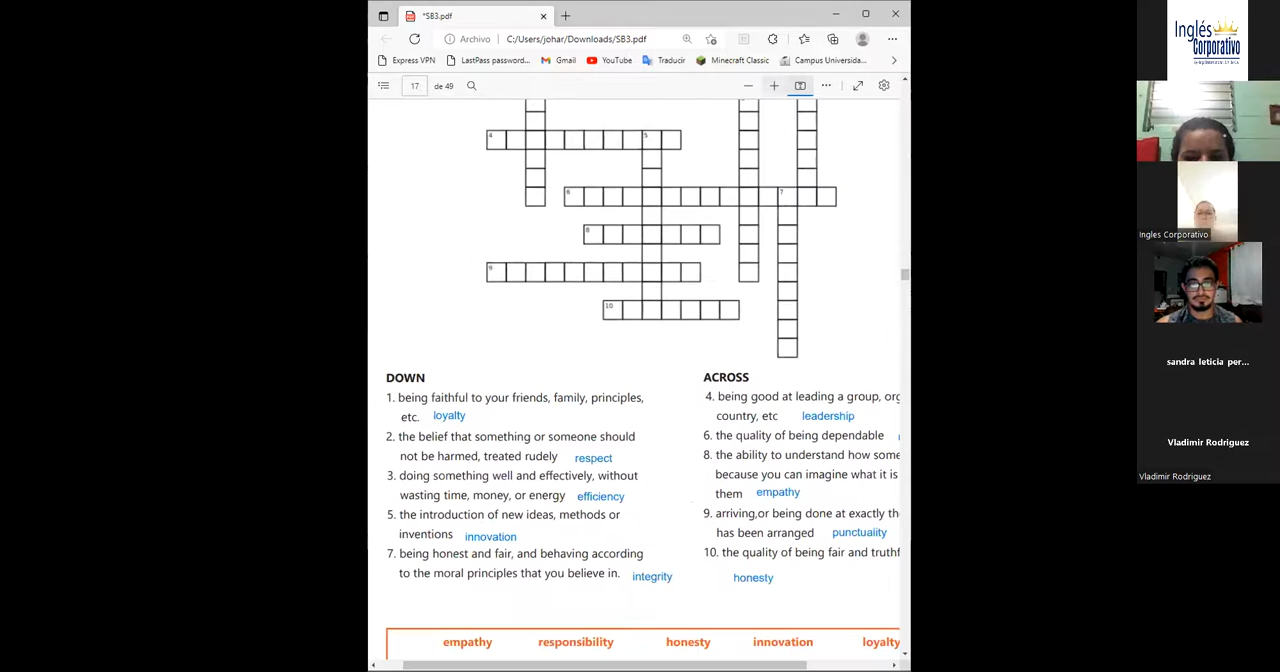 *SB3.pdf
Archivo
C:/Users/johar/Downloads/SB3.pdf
Express VPN
LastPass password...
Gmail
YouTube
Traducir
Minecraft Classic
Campus Universida...
17
de 49
4
5
6
7
8
9
10
DOWN
1. being faithful to your friends, family, principles,
etc. loyalty
2. the belief that something or someone should
not be harmed, treated rudely respect
3. doing something well and effectively, without
wasting time, money, or energy efficiency
5. the introduction of new ideas, methods or
inventions innovation
7. being honest and fair, and behaving according
to the moral principles that you believe in. integrity
ACROSS
4. being good at leading a group, org
country, etc leadership
6. the quality of being dependable
8. the ability to understand how some
because you can imagine what it is
them empathy
9. arriving,or being done at exactly th
has been arranged punctuality
10. the quality of being fair and truthf
honesty
empathy responsibility honesty innovation loyalty
Inglés
Corporativo
Ingles Corporativo
sandra leticia per...
Vladimir Rodriguez
Vladimir Rodriguez